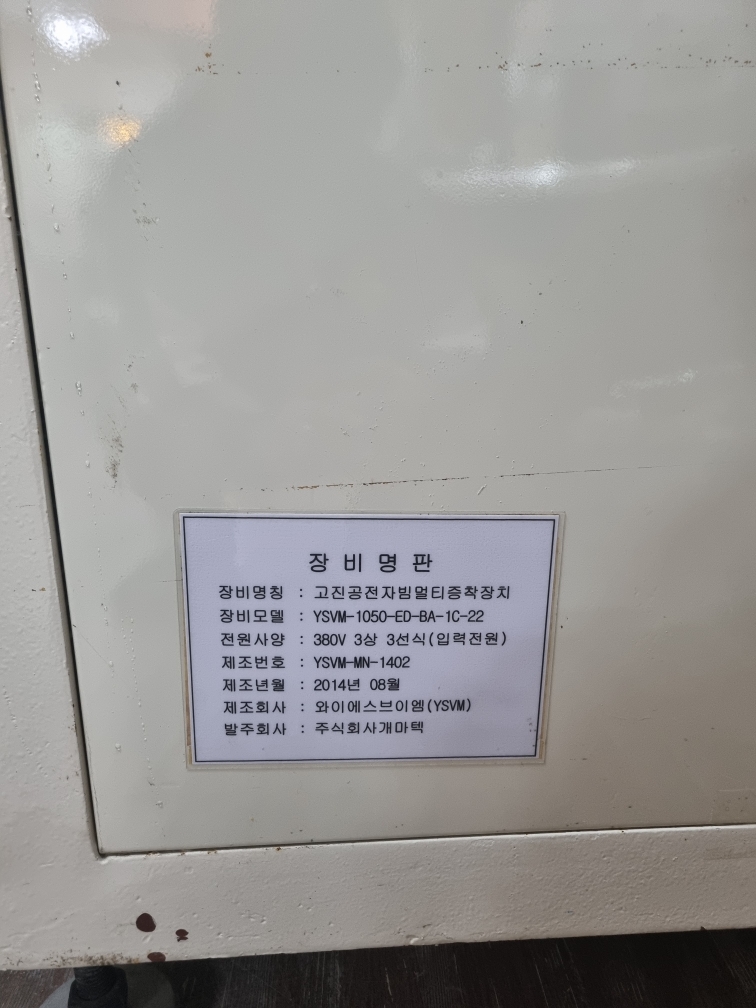 장 비 명 판
장비명칭 : 고진공전자빔멀티증착장치
장비모델 : YSVM-1050-ED-BA-1C-22
전원사양 : 380V 3상 3선식(입력전원)
제조번호 : YSVM-MN-1402
제조년월 : 2014년 08월
제조회사 : 와이에스브이엠(YSVM)
발주회사 : 주식회사개마텍